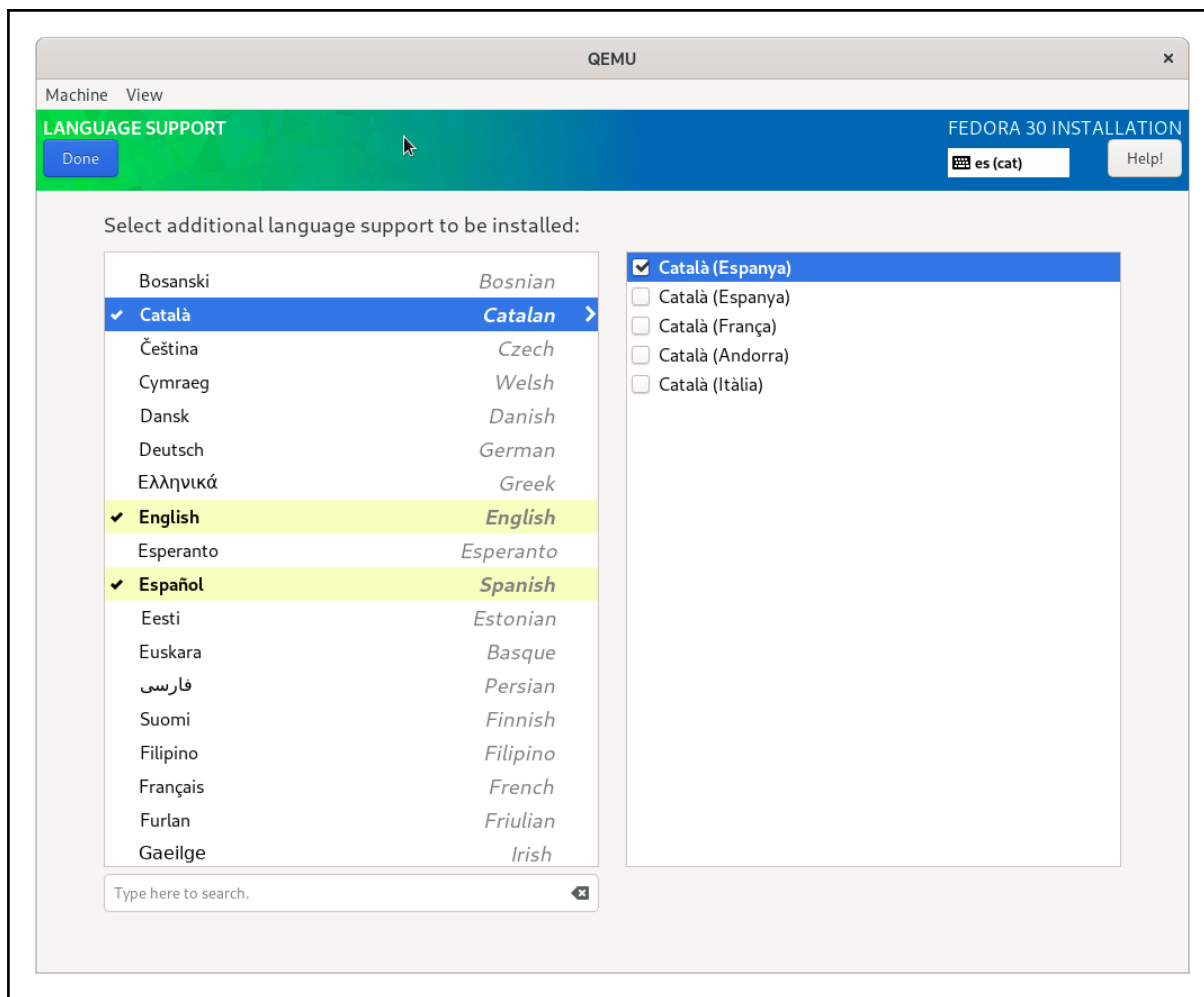 QEMU
Machine View
LANGUAGE SUPPORT
FEDORA 30 INSTALLATION
Done
es (cat)
Help!
Select additional language support to be installed:
Bosanski Bosnian
Català Catalan
Čeština Czech
Cymraeg Welsh
Dansk Danish
Deutsch German
Ελληνικά Greek
English English
Esperanto Esperanto
Español Spanish
Eesti Estonian
Euskara Basque
فارسی Persian
Suomi Finnish
Filipino Filipino
Français French
Furlan Friulian
Gaeilge Irish
Type here to search.
Català (Espanya)
Català (Espanya)
Català (França)
Català (Andorra)
Català (Itàlia)